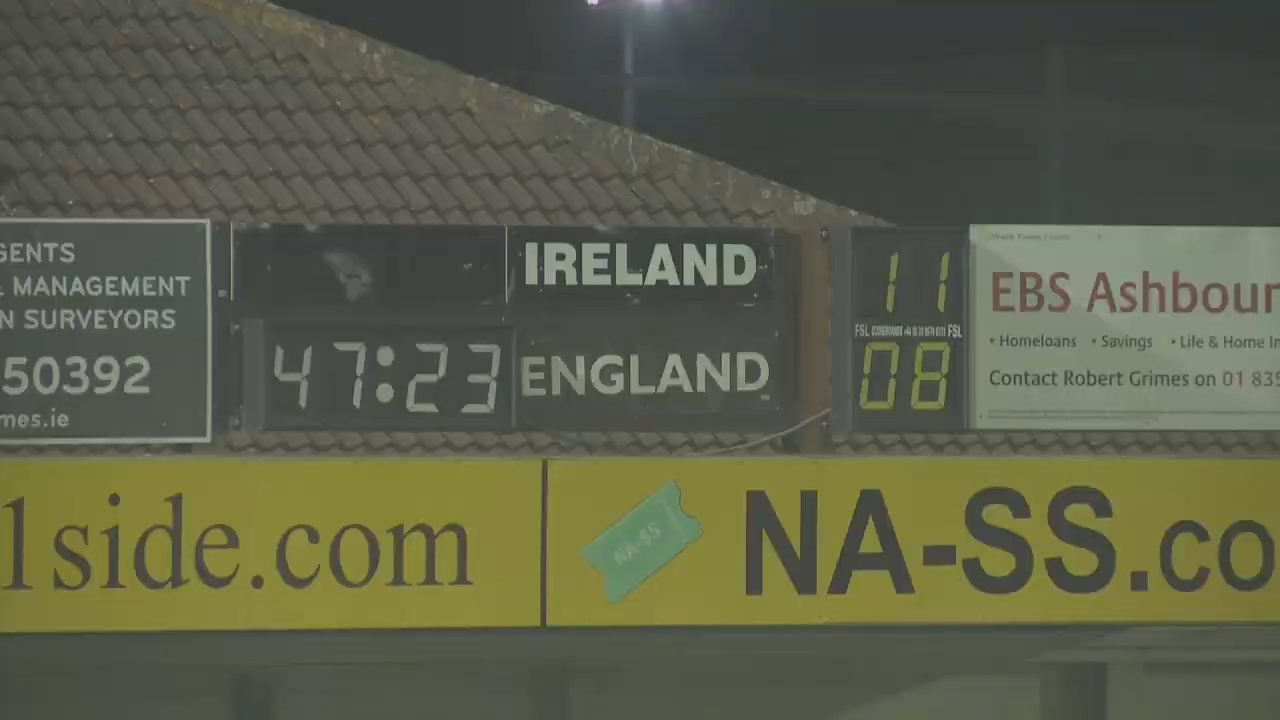 GENTS
& MANAGEMENT
N SURVEYORS
50392
mes.ie
IRELAND
11
47:23
ENGLAND
08
FSL
FSL
EBS Ashbour
• Homeloans • Savings • Life & Home In
Contact Robert Grimes on 01 835
1side.com
NA-SS
NA-SS.co